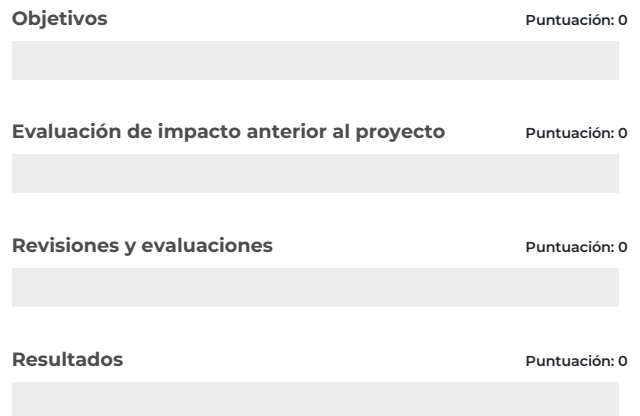 Objetivos Puntuación: 0
Evaluación de impacto anterior al proyecto Puntuación: 0
Revisiones y evaluaciones Puntuación: 0
Resultados Puntuación: 0